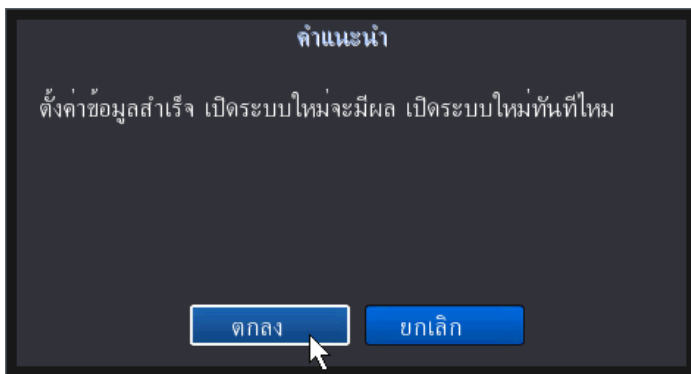 คำแนะนำ
ตั้งค่าข้อมูลสำเร็จ เปิดระบบใหม่จะมีผล เปิดระบบใหม่ทันทีไหม
ตกลง
ยกเลิก